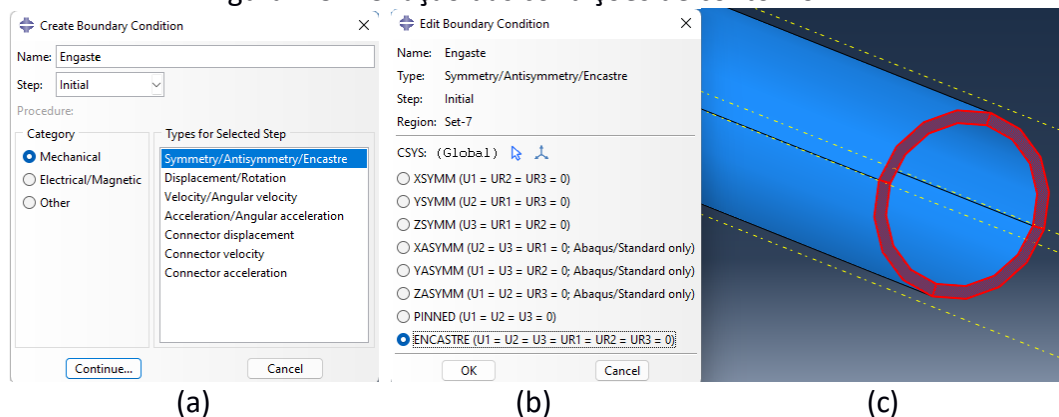 Create Boundary Condition
Name: Engaste
Step: Initial
Procedure:
Category
Mechanical
Electrical/Magnetic
Other
Types for Selected Step
Symmetry/Antisymmetry/Encastre
Displacement/Rotation
Velocity/Angular velocity
Acceleration/Angular acceleration
Connector displacement
Connector velocity
Connector acceleration
Continue...
Cancel
Edit Boundary Condition
Name: Engaste
Type: Symmetry/Antisymmetry/Encastre
Step: Initial
Region: Set-7
CSYS: (Global)
XSYMM (U1 = UR2 = UR3 = 0)
YSYMM (U2 = UR1 = UR3 = 0)
ZSYMM (U3 = UR1 = UR2 = 0)
XASYMM (U2 = U3 = UR1 = 0; Abaqus/Standard only)
YASYMM (U1 = U3 = UR2 = 0; Abaqus/Standard only)
ZASYMM (U1 = U2 = UR3 = 0; Abaqus/Standard only)
PINNED (U1 = U2 = U3 = 0)
ENCASTRE (U1 = U2 = U3 = UR1 = UR2 = UR3 = 0)
OK
Cancel
(a)
(b)
(c)